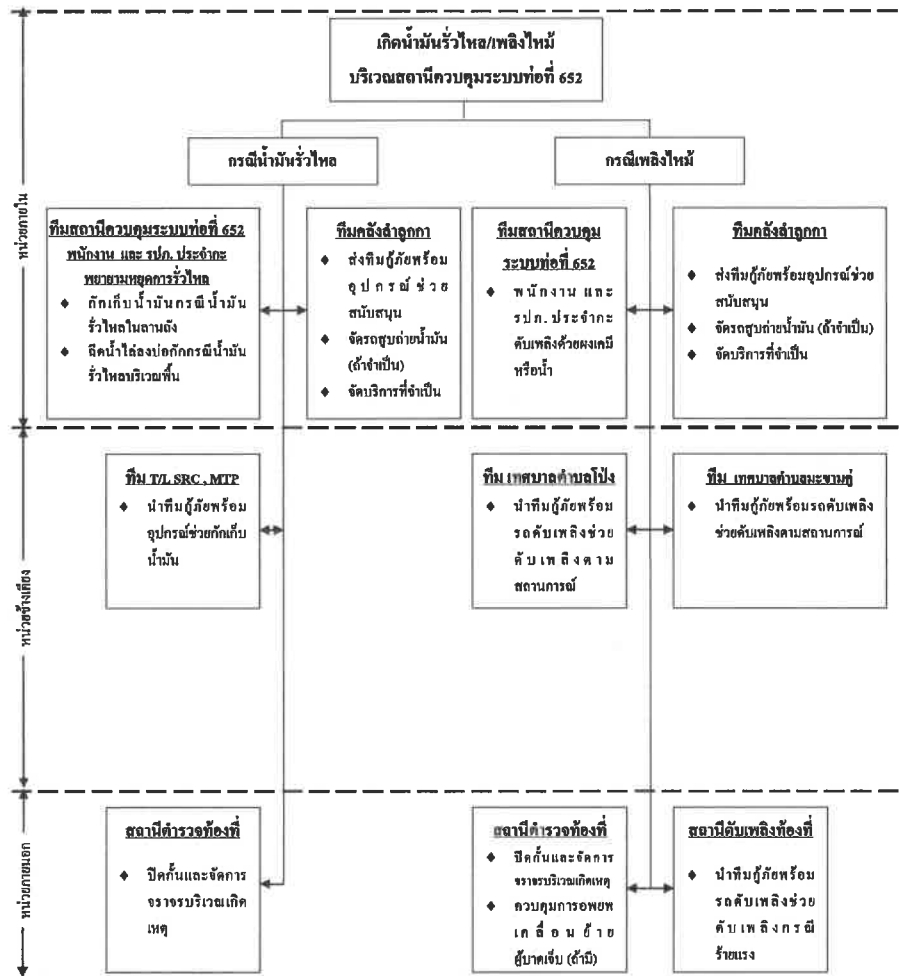 เกิดน้ำมันรั่วไหล/เพลิงไหม้
บริเวณสถานีควบคุมระบบท่อที่ 652
กรณีน้ำมันรั่วไหล
กรณีเพลิงไหม้
หน่วยภายใน
ทีมสถานีควบคุมระบบท่อที่ 652
พนักงาน และ รปภ. ประจำกะ
พยายามหยุดการรั่วไหล
♦ กักเก็บน้ำมันกรณีน้ำมัน
รั่วไหลในลานถัง
♦ ฉีดน้ำไล่ลงบ่อกักกรณีน้ำมัน
รั่วไหลบริเวณพื้น
ทีมคลังลำลูกกา
♦ ส่งทีมกู้ภัยพร้อม
อุปกรณ์ช่วย
สนับสนุน
♦ จัดรถสูบถ่ายน้ำมัน
(ถ้าจำเป็น)
♦ จัดบริการที่จำเป็น
ทีมสถานีควบคุม
ระบบท่อที่ 652
♦ พนักงาน และ
รปภ. ประจำกะ
ดับเพลิงด้วยผงเคมี
หรือน้ำ
ทีมคลังลำลูกกา
♦ ส่งทีมกู้ภัยพร้อมอุปกรณ์ช่วย
สนับสนุน
♦ จัดรถสูบถ่ายน้ำมัน (ถ้าจำเป็น)
♦ จัดบริการที่จำเป็น
หน่วยข้างเคียง
ทีม T/L SRC , MTP
♦ นำทีมกู้ภัยพร้อม
อุปกรณ์ช่วยกักเก็บ
น้ำมัน
ทีม เทศบาลตำบลโป่ง
♦ นำทีมกู้ภัยพร้อม
รถดับเพลิงช่วย
ดับเพลิงตาม
สถานการณ์
ทีม เทศบาลตำบลมะขามคู่
♦ นำทีมกู้ภัยพร้อมรถดับเพลิง
ช่วยดับเพลิงตามสถานการณ์
หน่วยภายนอก
สถานีตำรวจท้องที่
♦ ปิดกั้นและจัดการ
จราจรบริเวณเกิด
เหตุ
สถานีตำรวจท้องที่
♦ ปิดกั้นและจัดการ
จราจรบริเวณเกิดเหตุ
♦ ควบคุมการอพยพ
เคลื่อนย้าย
ผู้บาดเจ็บ (ถ้ามี)
สถานีดับเพลิงท้องที่
♦ นำทีมกู้ภัยพร้อม
รถดับเพลิงช่วย
ดับเพลิงกรณี
ร้ายแรง